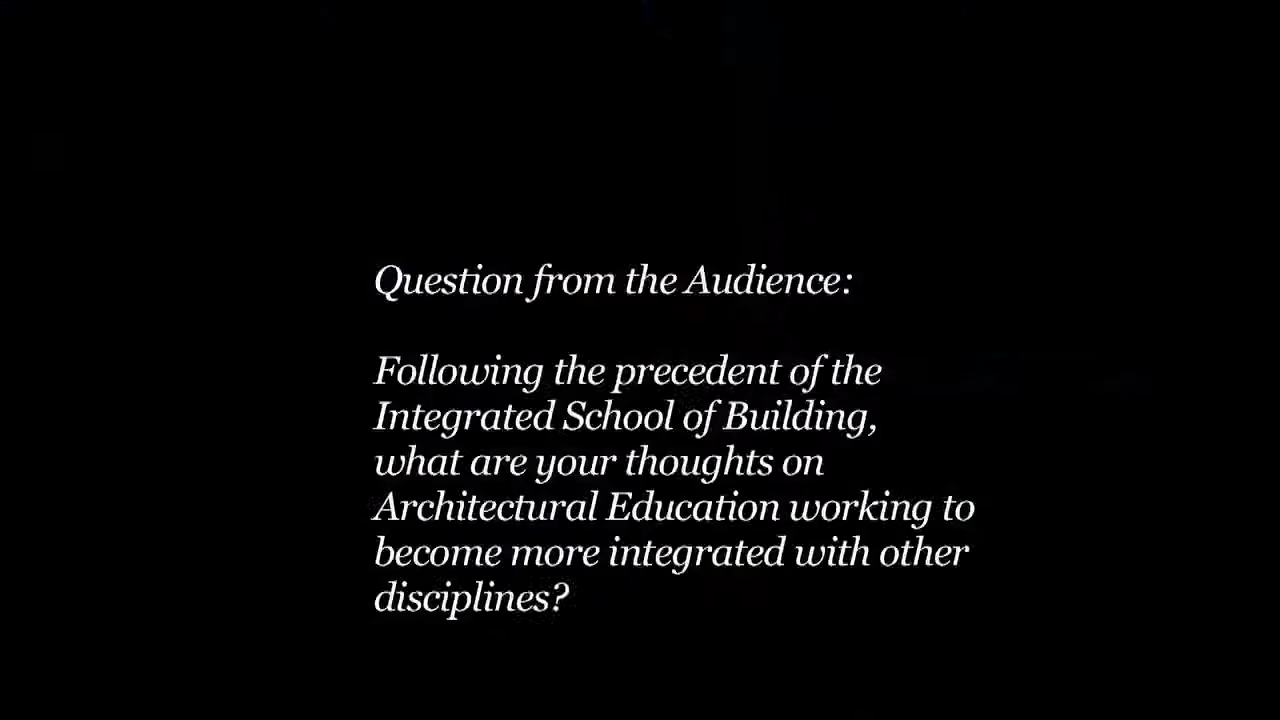 Question from the Audience:
Following the precedent of the
Integrated School of Building,
what are your thoughts on
Architectural Education working to
become more integrated with other
disciplines?